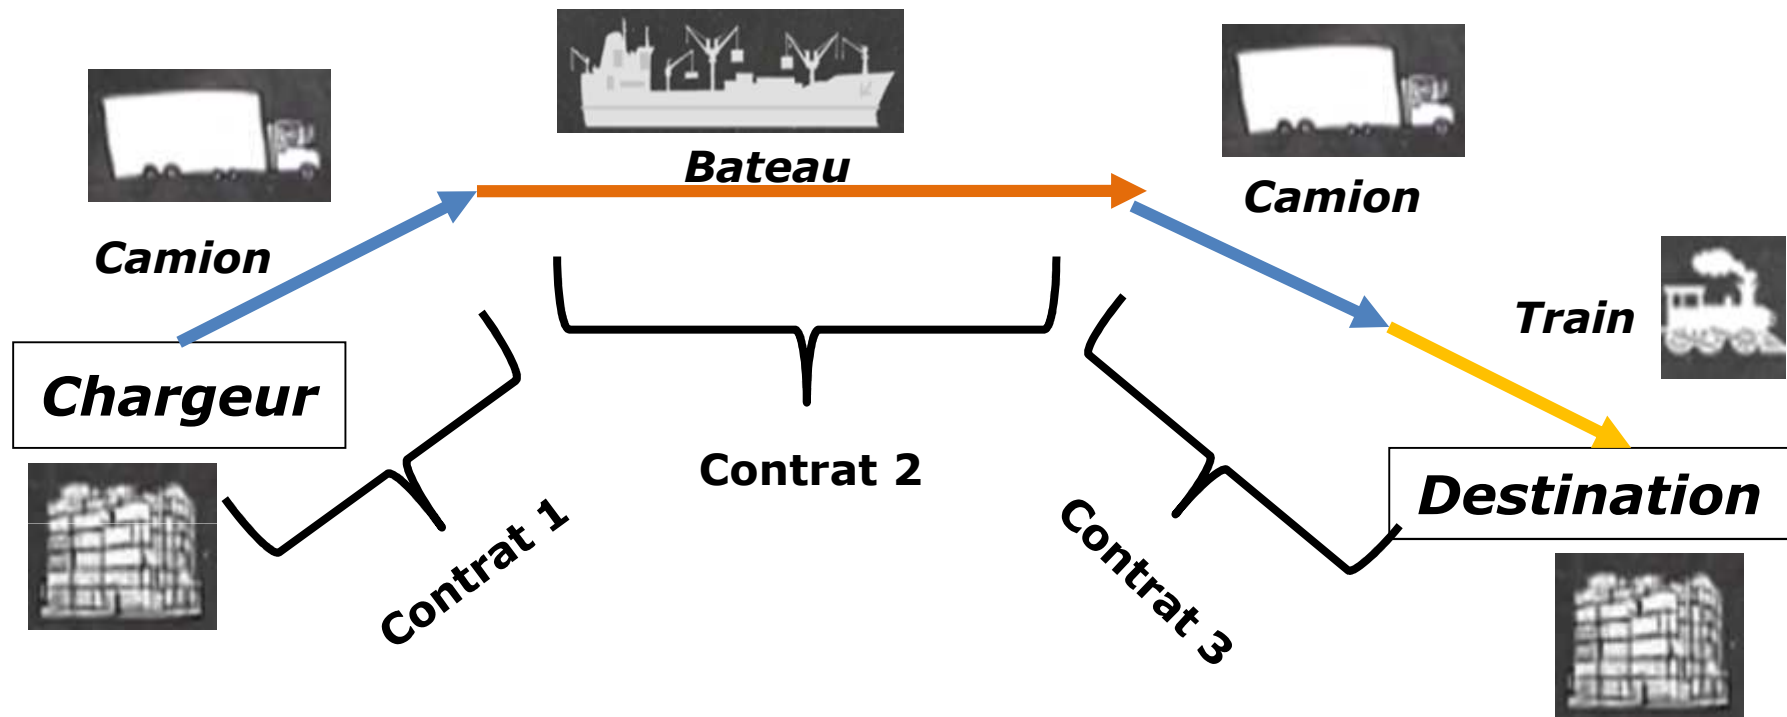 Bateau
Camion
Camion
Train
Chargeur
Contrat 2
Destination
Contrat 1
Contrat 3